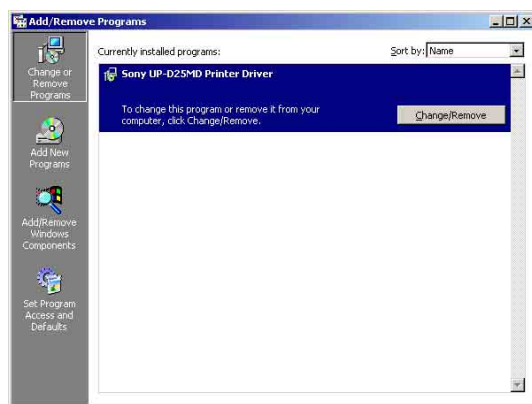 Add/Remove Programs
Change or
Remove
Programs
Add New
Programs
Add/Remove
Windows
Components
Set Program
Access and
Defaults
Currently installed programs:
Sort by: Name
Sony UP-D25MD Printer Driver
To change this program or remove it from your
computer, click Change/Remove.
Change/Remove